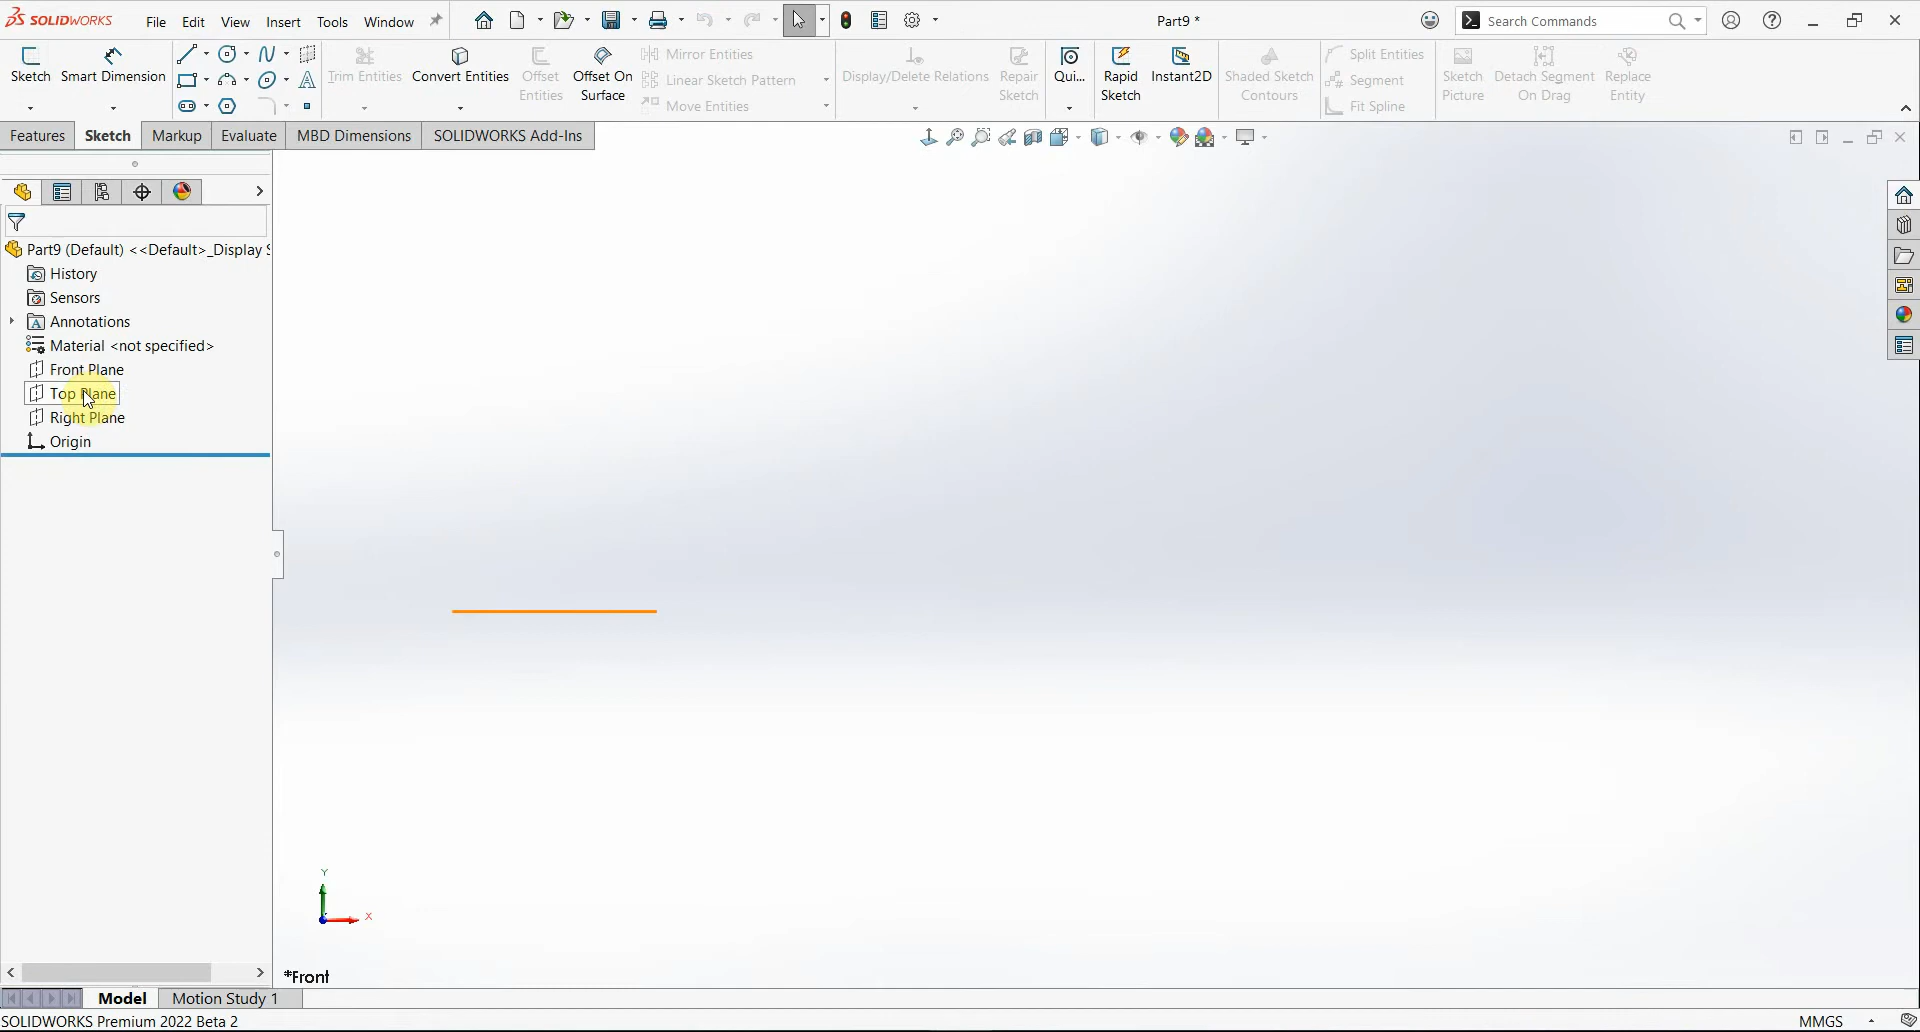 SOLIDWORKS File Edit View Insert Tools Window Part9 * Search Commands
Sketch Smart Dimension Trim Entities Convert Entities Offset Entities Offset On Surface Mirror Entities Linear Sketch Pattern Move Entities Display/Delete Relations Repair Sketch Qui... Rapid Sketch Instant2D Shaded Sketch Contours Split Entities Segment Fit Spline Sketch Picture Detach Segment On Drag Replace Entity
Features Sketch Markup Evaluate MBD Dimensions SOLIDWORKS Add-Ins
Part9 (Default) <<Default>_Display S
History
Sensors
Annotations
Material <not specified>
Front Plane
Top Plane
Right Plane
Origin
Y
X
*Front
Model Motion Study 1
SOLIDWORKS Premium 2022 Beta 2 MMGS